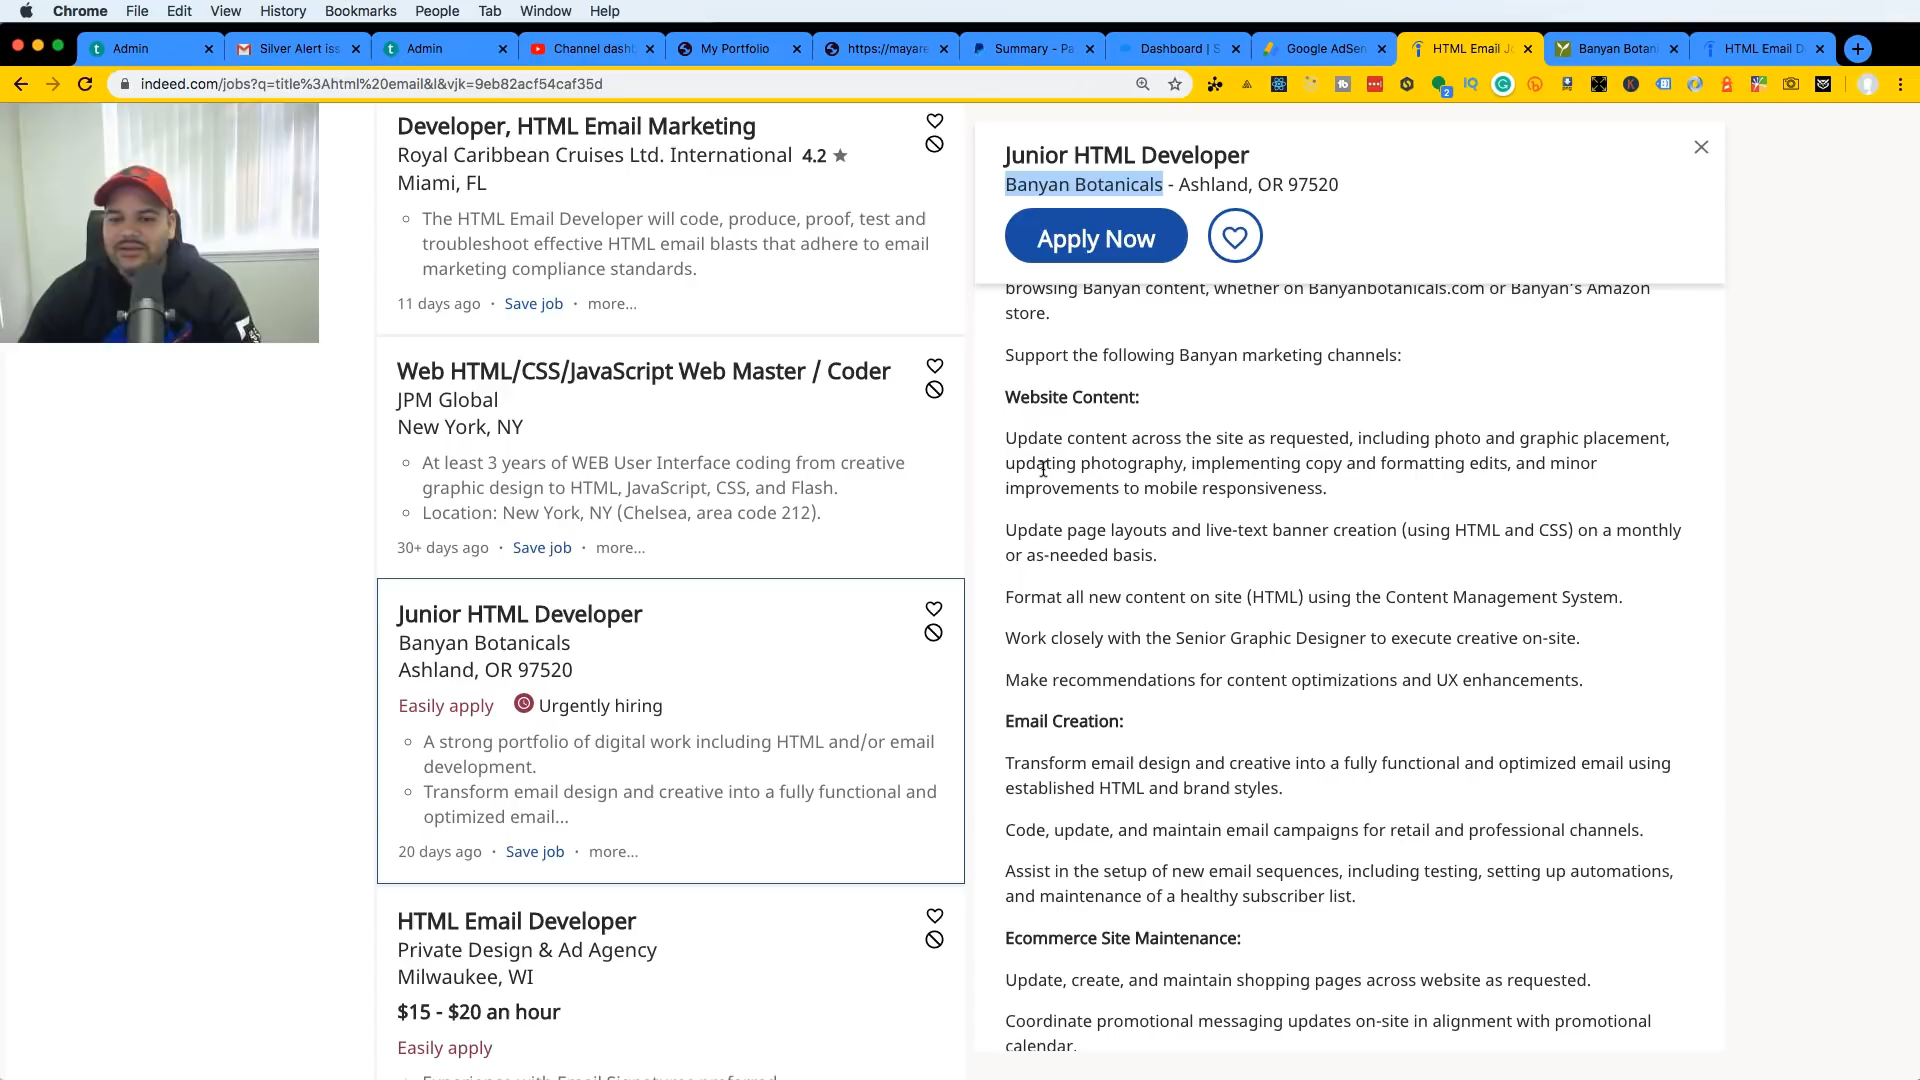 Chrome File Edit View History Bookmarks People Tab Window Help
Admin Silver Alert iss Admin Channel dash My Portfolio https://mayare Summary - Pa Dashboard | S Google AdSen HTML Email Jo Banyan Botan HTML Email D
indeed.com/jobs?q=title%3Ahtml%20email&l&vjk=9eb82acf54caf35d
Developer, HTML Email Marketing
Royal Caribbean Cruises Ltd. International 4.2 ★
Miami, FL
The HTML Email Developer will code, produce, proof, test and
troubleshoot effective HTML email blasts that adhere to email
marketing compliance standards.
11 days ago · Save job · more...
Web HTML/CSS/JavaScript Web Master / Coder
JPM Global
New York, NY
At least 3 years of WEB User Interface coding from creative
graphic design to HTML, JavaScript, CSS, and Flash.
Location: New York, NY (Chelsea, area code 212).
30+ days ago · Save job · more...
Junior HTML Developer
Banyan Botanicals
Ashland, OR 97520
Easily apply Urgently hiring
A strong portfolio of digital work including HTML and/or email
development.
Transform email design and creative into a fully functional and
optimized email...
20 days ago · Save job · more...
HTML Email Developer
Private Design & Ad Agency
Milwaukee, WI
$15 - $20 an hour
Easily apply
Experience with Email Signatures preferred
Junior HTML Developer
Banyan Botanicals - Ashland, OR 97520
Apply Now
browsing Banyan content, whether on Banyanbotanicals.com or Banyan's Amazon
store.
Support the following Banyan marketing channels:
Website Content:
Update content across the site as requested, including photo and graphic placement,
updating photography, implementing copy and formatting edits, and minor
improvements to mobile responsiveness.
Update page layouts and live-text banner creation (using HTML and CSS) on a monthly
or as-needed basis.
Format all new content on site (HTML) using the Content Management System.
Work closely with the Senior Graphic Designer to execute creative on-site.
Make recommendations for content optimizations and UX enhancements.
Email Creation:
Transform email design and creative into a fully functional and optimized email using
established HTML and brand styles.
Code, update, and maintain email campaigns for retail and professional channels.
Assist in the setup of new email sequences, including testing, setting up automations,
and maintenance of a healthy subscriber list.
Ecommerce Site Maintenance:
Update, create, and maintain shopping pages across website as requested.
Coordinate promotional messaging updates on-site in alignment with promotional
calendar.